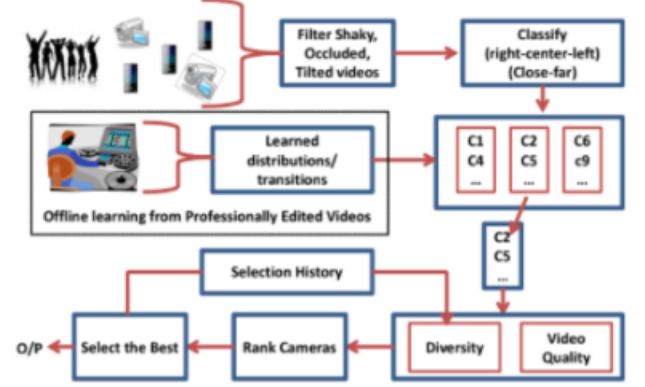 Filter Shaky,
Occluded,
Tilted videos
Classify
(right-center-left)
(Close-far)
Learned
distributions/
transitions
Offline learning from Professionally Edited Videos
C1
C4
...
C2
C5
...
C6
c9
...
C2
C5
...
Selection History
O/P
Select the Best
Rank Cameras
Diversity
Video
Quality